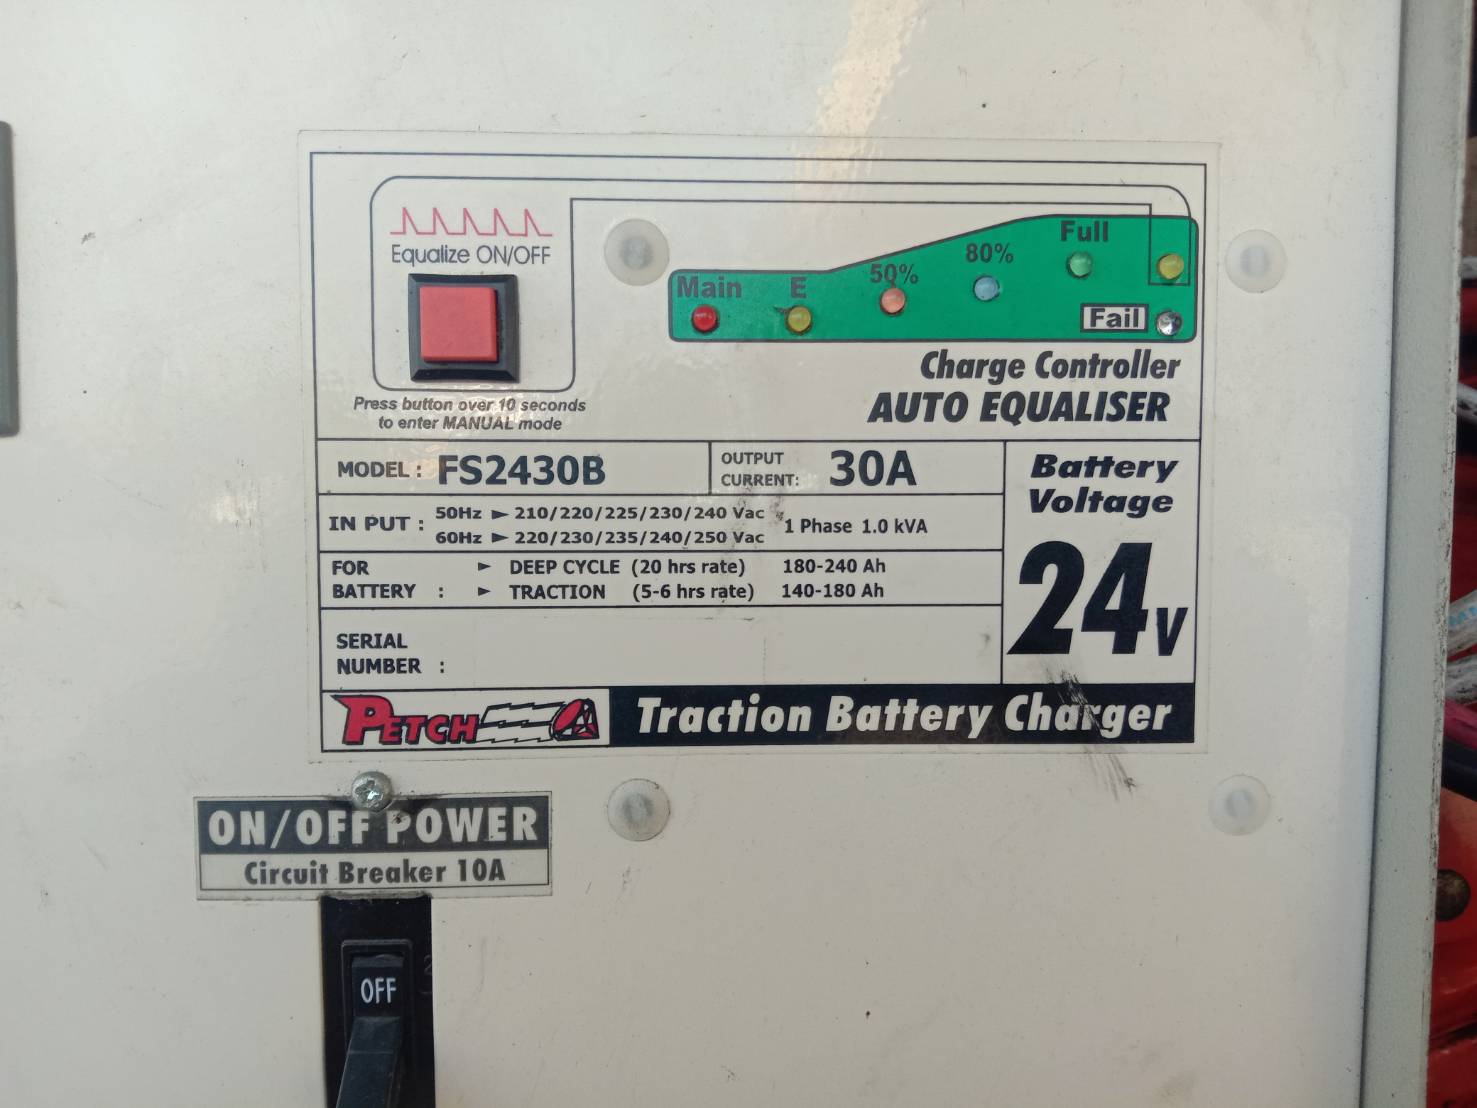 Equalize ON/OFF
Press button over 10 seconds
to enter MANUAL mode
Main
E
50%
80%
Full
Fail
Charge Controller
AUTO EQUALISER
MODEL : FS2430B
OUTPUT
CURRENT: 30A
Battery
Voltage
24V
IN PUT : 50Hz ► 210/220/225/230/240 Vac
60Hz ► 220/230/235/240/250 Vac
1 Phase 1.0 kVA
FOR ► DEEP CYCLE (20 hrs rate) 180-240 Ah
BATTERY : ► TRACTION (5-6 hrs rate) 140-180 Ah
SERIAL
NUMBER :
PETCH
Traction Battery Charger
ON/OFF POWER
Circuit Breaker 10A
OFF